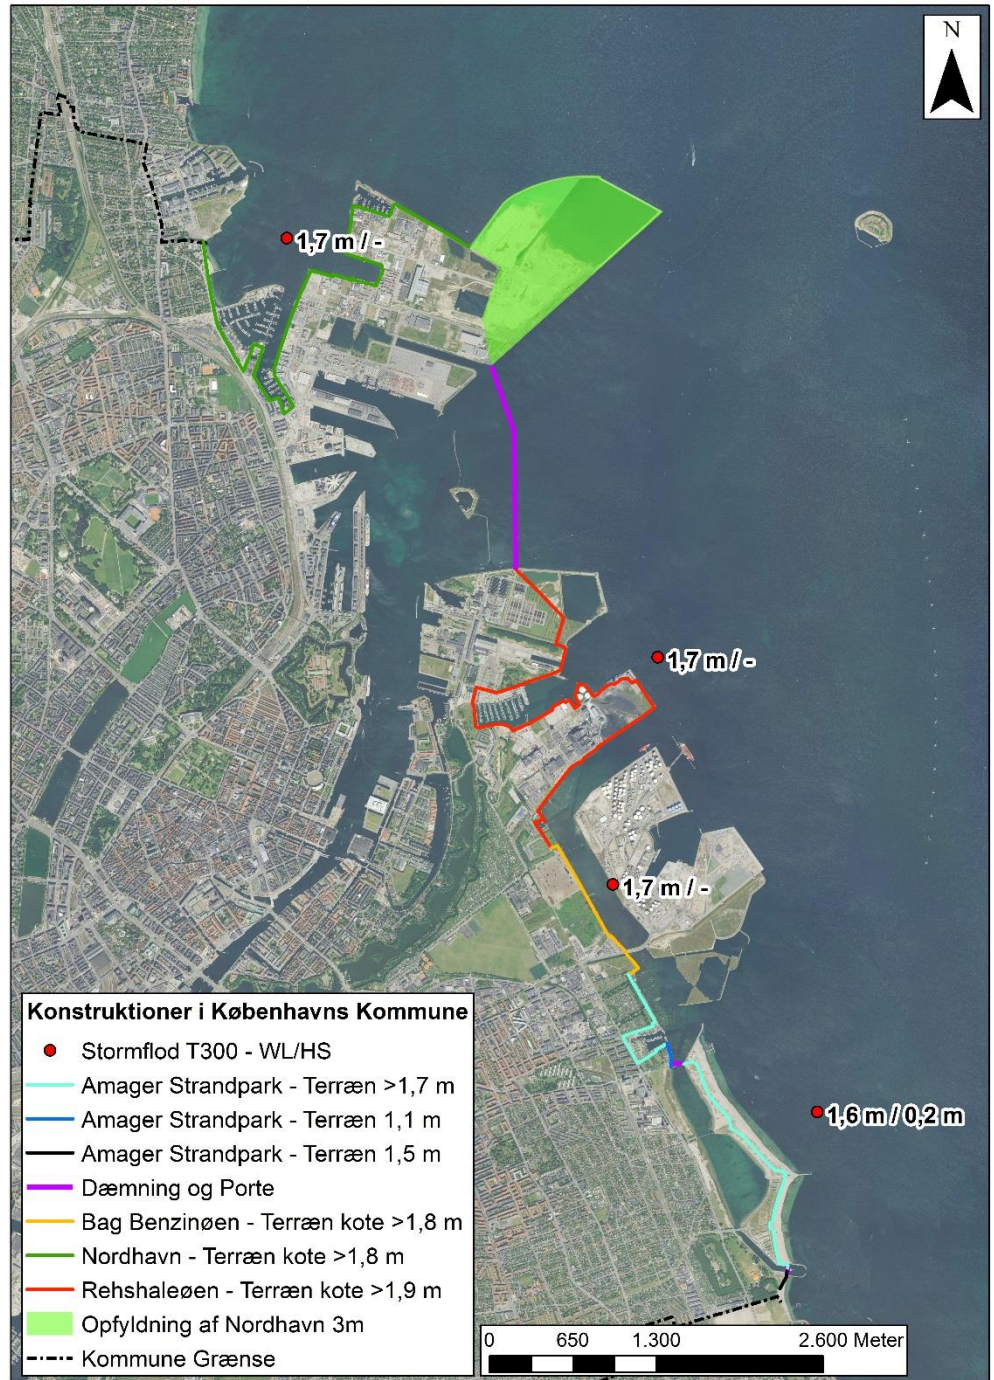 N
1,7 m / -
1,7 m / -
1,7 m / -
1,6 m / 0,2 m
Konstruktioner i Københavns Kommune
Stormflod T300 - WL/HS
Amager Strandpark - Terræn >1,7 m
Amager Strandpark - Terræn 1,1 m
Amager Strandpark - Terræn 1,5 m
Dæmning og Porte
Bag Benzinøen - Terræn kote >1,8 m
Nordhavn - Terræn kote >1,8 m
Rehshaleøen - Terræn kote >1,9 m
Opfyldning af Nordhavn 3m
Kommune Grænse
0 650 1.300 2.600 Meter